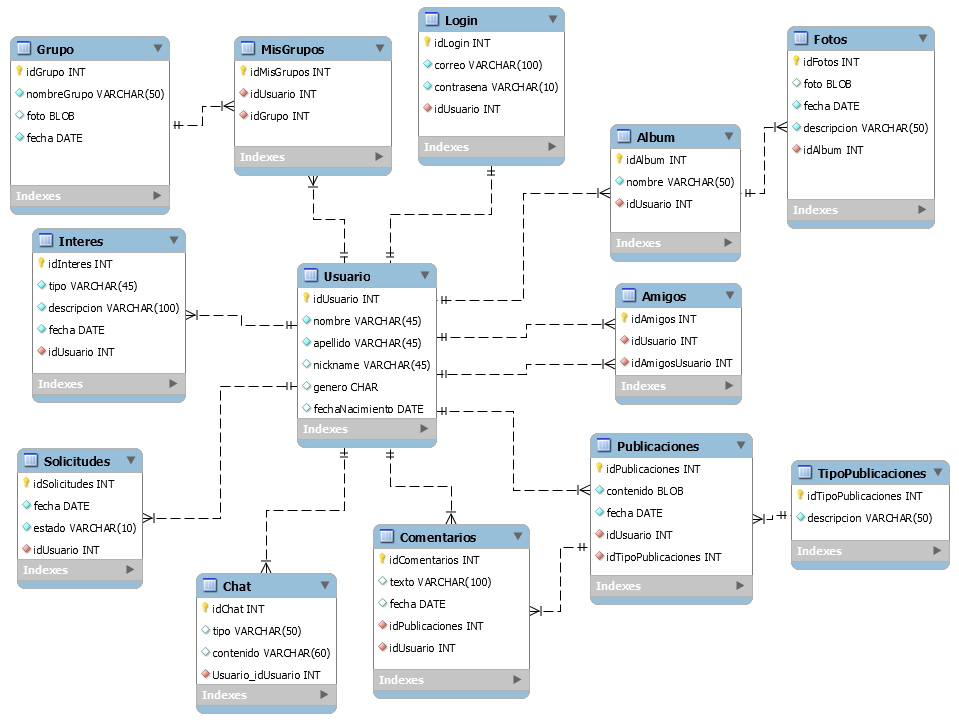 Grupo
idGrupo INT
nombreGrupo VARCHAR(50)
foto BLOB
fecha DATE
Indexes
MisGrupos
idMisGrupos INT
idUsuario INT
idGrupo INT
Indexes
Login
idLogin INT
correo VARCHAR(100)
contrasena VARCHAR(10)
idUsuario INT
Indexes
Fotos
idFotos INT
foto BLOB
fecha DATE
descripcion VARCHAR(50)
idAlbum INT
Indexes
Album
idAlbum INT
nombre VARCHAR(50)
idUsuario INT
Indexes
Interes
idInteres INT
tipo VARCHAR(45)
descripcion VARCHAR(100)
fecha DATE
idUsuario INT
Indexes
Usuario
idUsuario INT
nombre VARCHAR(45)
apellido VARCHAR(45)
nickname VARCHAR(45)
genero CHAR
fechaNacimiento DATE
Indexes
Amigos
idAmigos INT
idUsuario INT
idAmigosUsuario INT
Indexes
Solicitudes
idSolicitudes INT
fecha DATE
estado VARCHAR(10)
idUsuario INT
Indexes
Publicaciones
idPublicaciones INT
contenido BLOB
fecha DATE
idUsuario INT
idTipoPublicaciones INT
Indexes
TipoPublicaciones
idTipoPublicaciones INT
descripcion VARCHAR(50)
Indexes
Chat
idChat INT
tipo VARCHAR(50)
contenido VARCHAR(60)
Usuario_idUsuario INT
Indexes
Comentarios
idComentarios INT
texto VARCHAR(100)
fecha DATE
idPublicaciones INT
idUsuario INT
Indexes